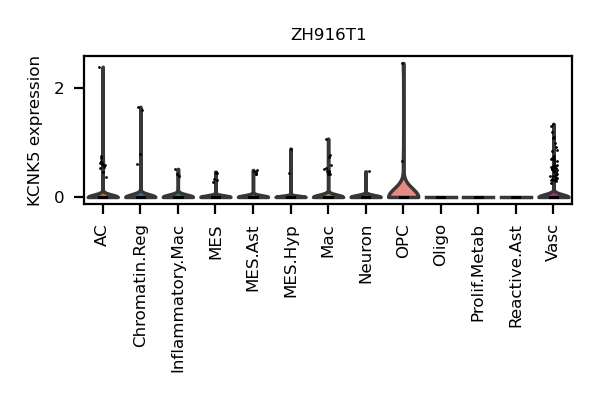 ZH916T1
KCNK5 expression
2
0
AC
Chromatin.Reg
Inflammatory.Mac
MES
MES.Ast
MES.Hyp
Mac
Neuron
OPC
Oligo
Prolif.Metab
Reactive.Ast
Vasc